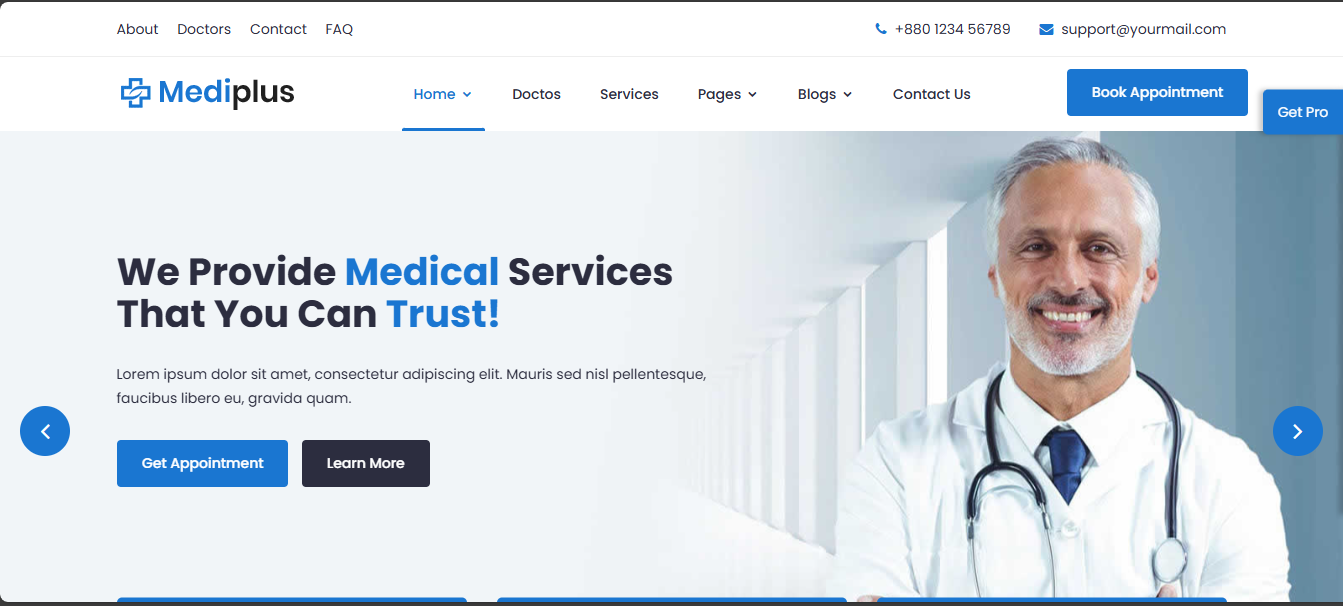 About Doctors Contact FAQ +880 1234 56789 support@yourmail.com
Mediplus Home Doctos Services Pages Blogs Contact Us Book Appointment
Get Pro
We Provide Medical Services
That You Can Trust!
Lorem ipsum dolor sit amet, consectetur adipiscing elit. Mauris sed nisl pellentesque,
faucibus libero eu, gravida quam.
Get Appointment Learn More